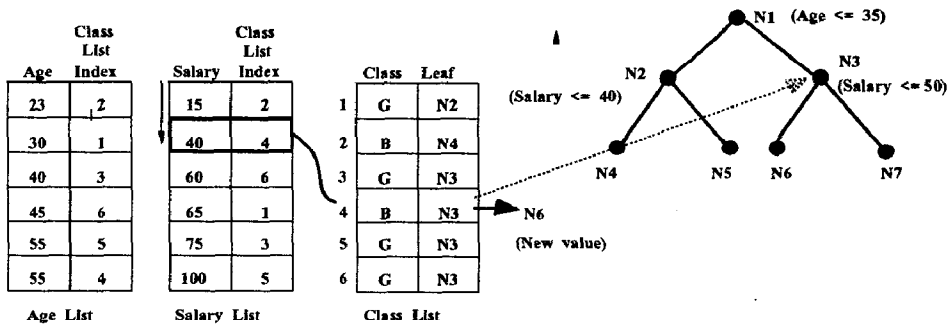 Class
List
Age Index
23 2
30 1
40 3
45 6
55 5
55 4
Age List
Class
List
Salary Index
15 2
40 4
60 6
65 1
75 3
100 5
Salary List
Class Leaf
1 G N2
2 B N4
3 G N3
4 B N3
5 G N3
6 G N3
Class List
N6
(New value)
N1 (Age <= 35)
N2
(Salary <= 40)
N3
(Salary <= 50)
N4
N5
N6
N7